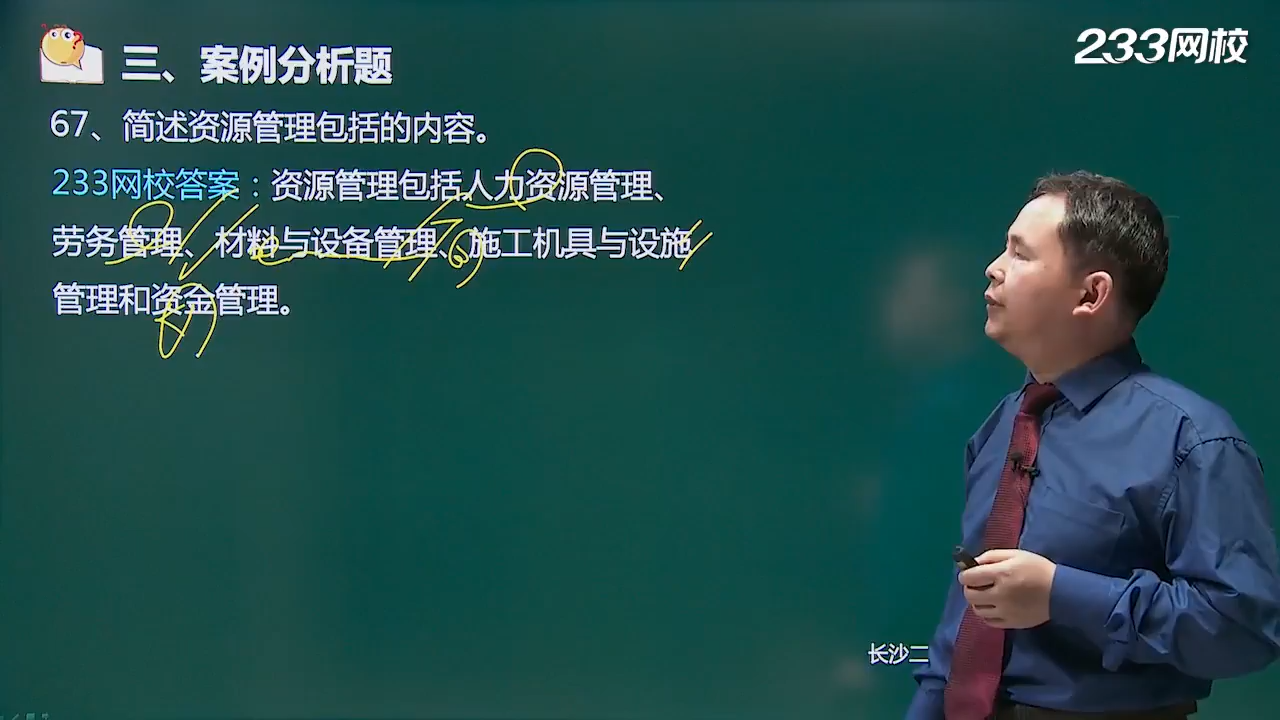 233网校
三、案例分析题
67、简述资源管理包括的内容。
233网校答案：资源管理包括人力资源管理、
劳务管理、材料与设备管理、施工机具与设施
管理和资金管理。
长沙二